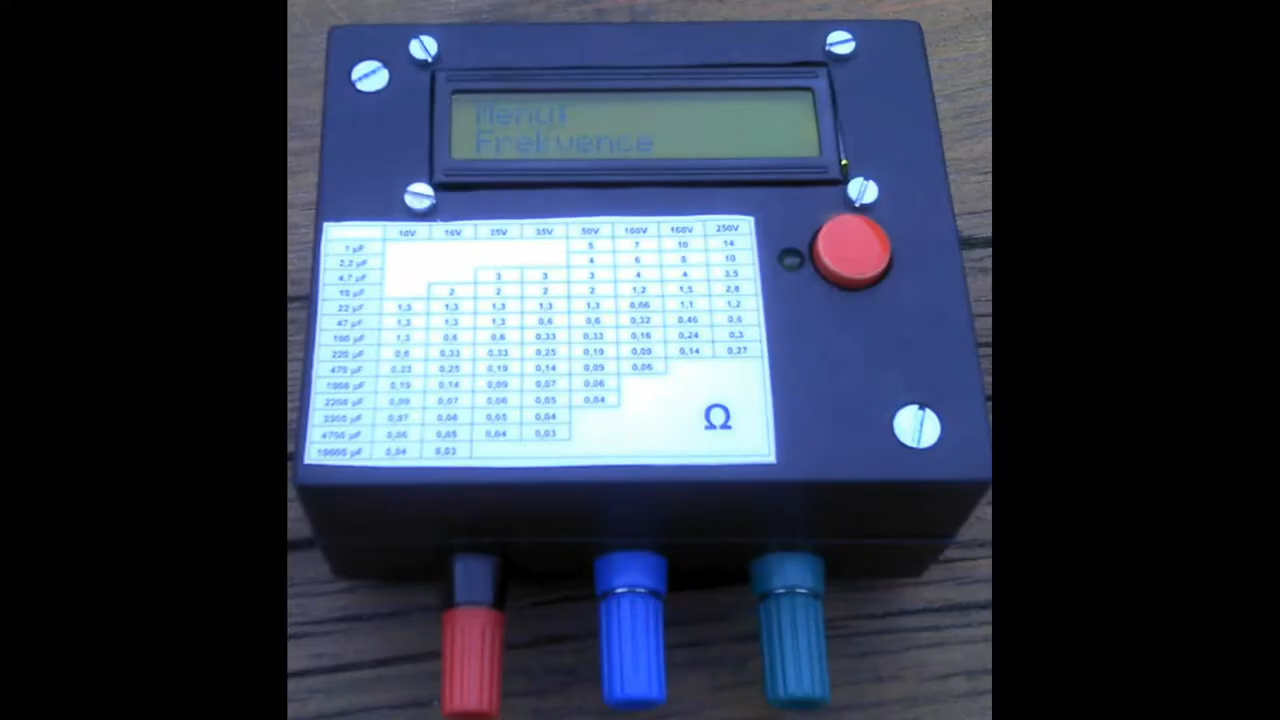 Menu:
Frekvence
10V 16V 25V 35V 50V 100V 160V 250V
1 µF 5 7 10 14
2,2 µF 4 6 8 10
4,7 µF 3 3 3 4 4 3,5
10 µF 2 2 2 2 1,2 1,5 2,8
22 µF 1,3 1,3 1,3 1,3 1,3 0,66 1,1 1,2
47 µF 1,3 1,3 1,3 0,6 0,6 0,32 0,46 0,6
100 µF 1,3 0,6 0,6 0,33 0,33 0,16 0,24 0,3
220 µF 0,6 0,33 0,33 0,25 0,19 0,09 0,14 0,27
470 µF 0,33 0,25 0,19 0,14 0,09 0,06
1000 µF 0,19 0,14 0,09 0,07 0,06
2200 µF 0,09 0,07 0,06 0,05 0,04
3300 µF 0,07 0,06 0,05 0,04
4700 µF 0,06 0,05 0,04 0,03
10000 µF 0,04 0,03
Ω